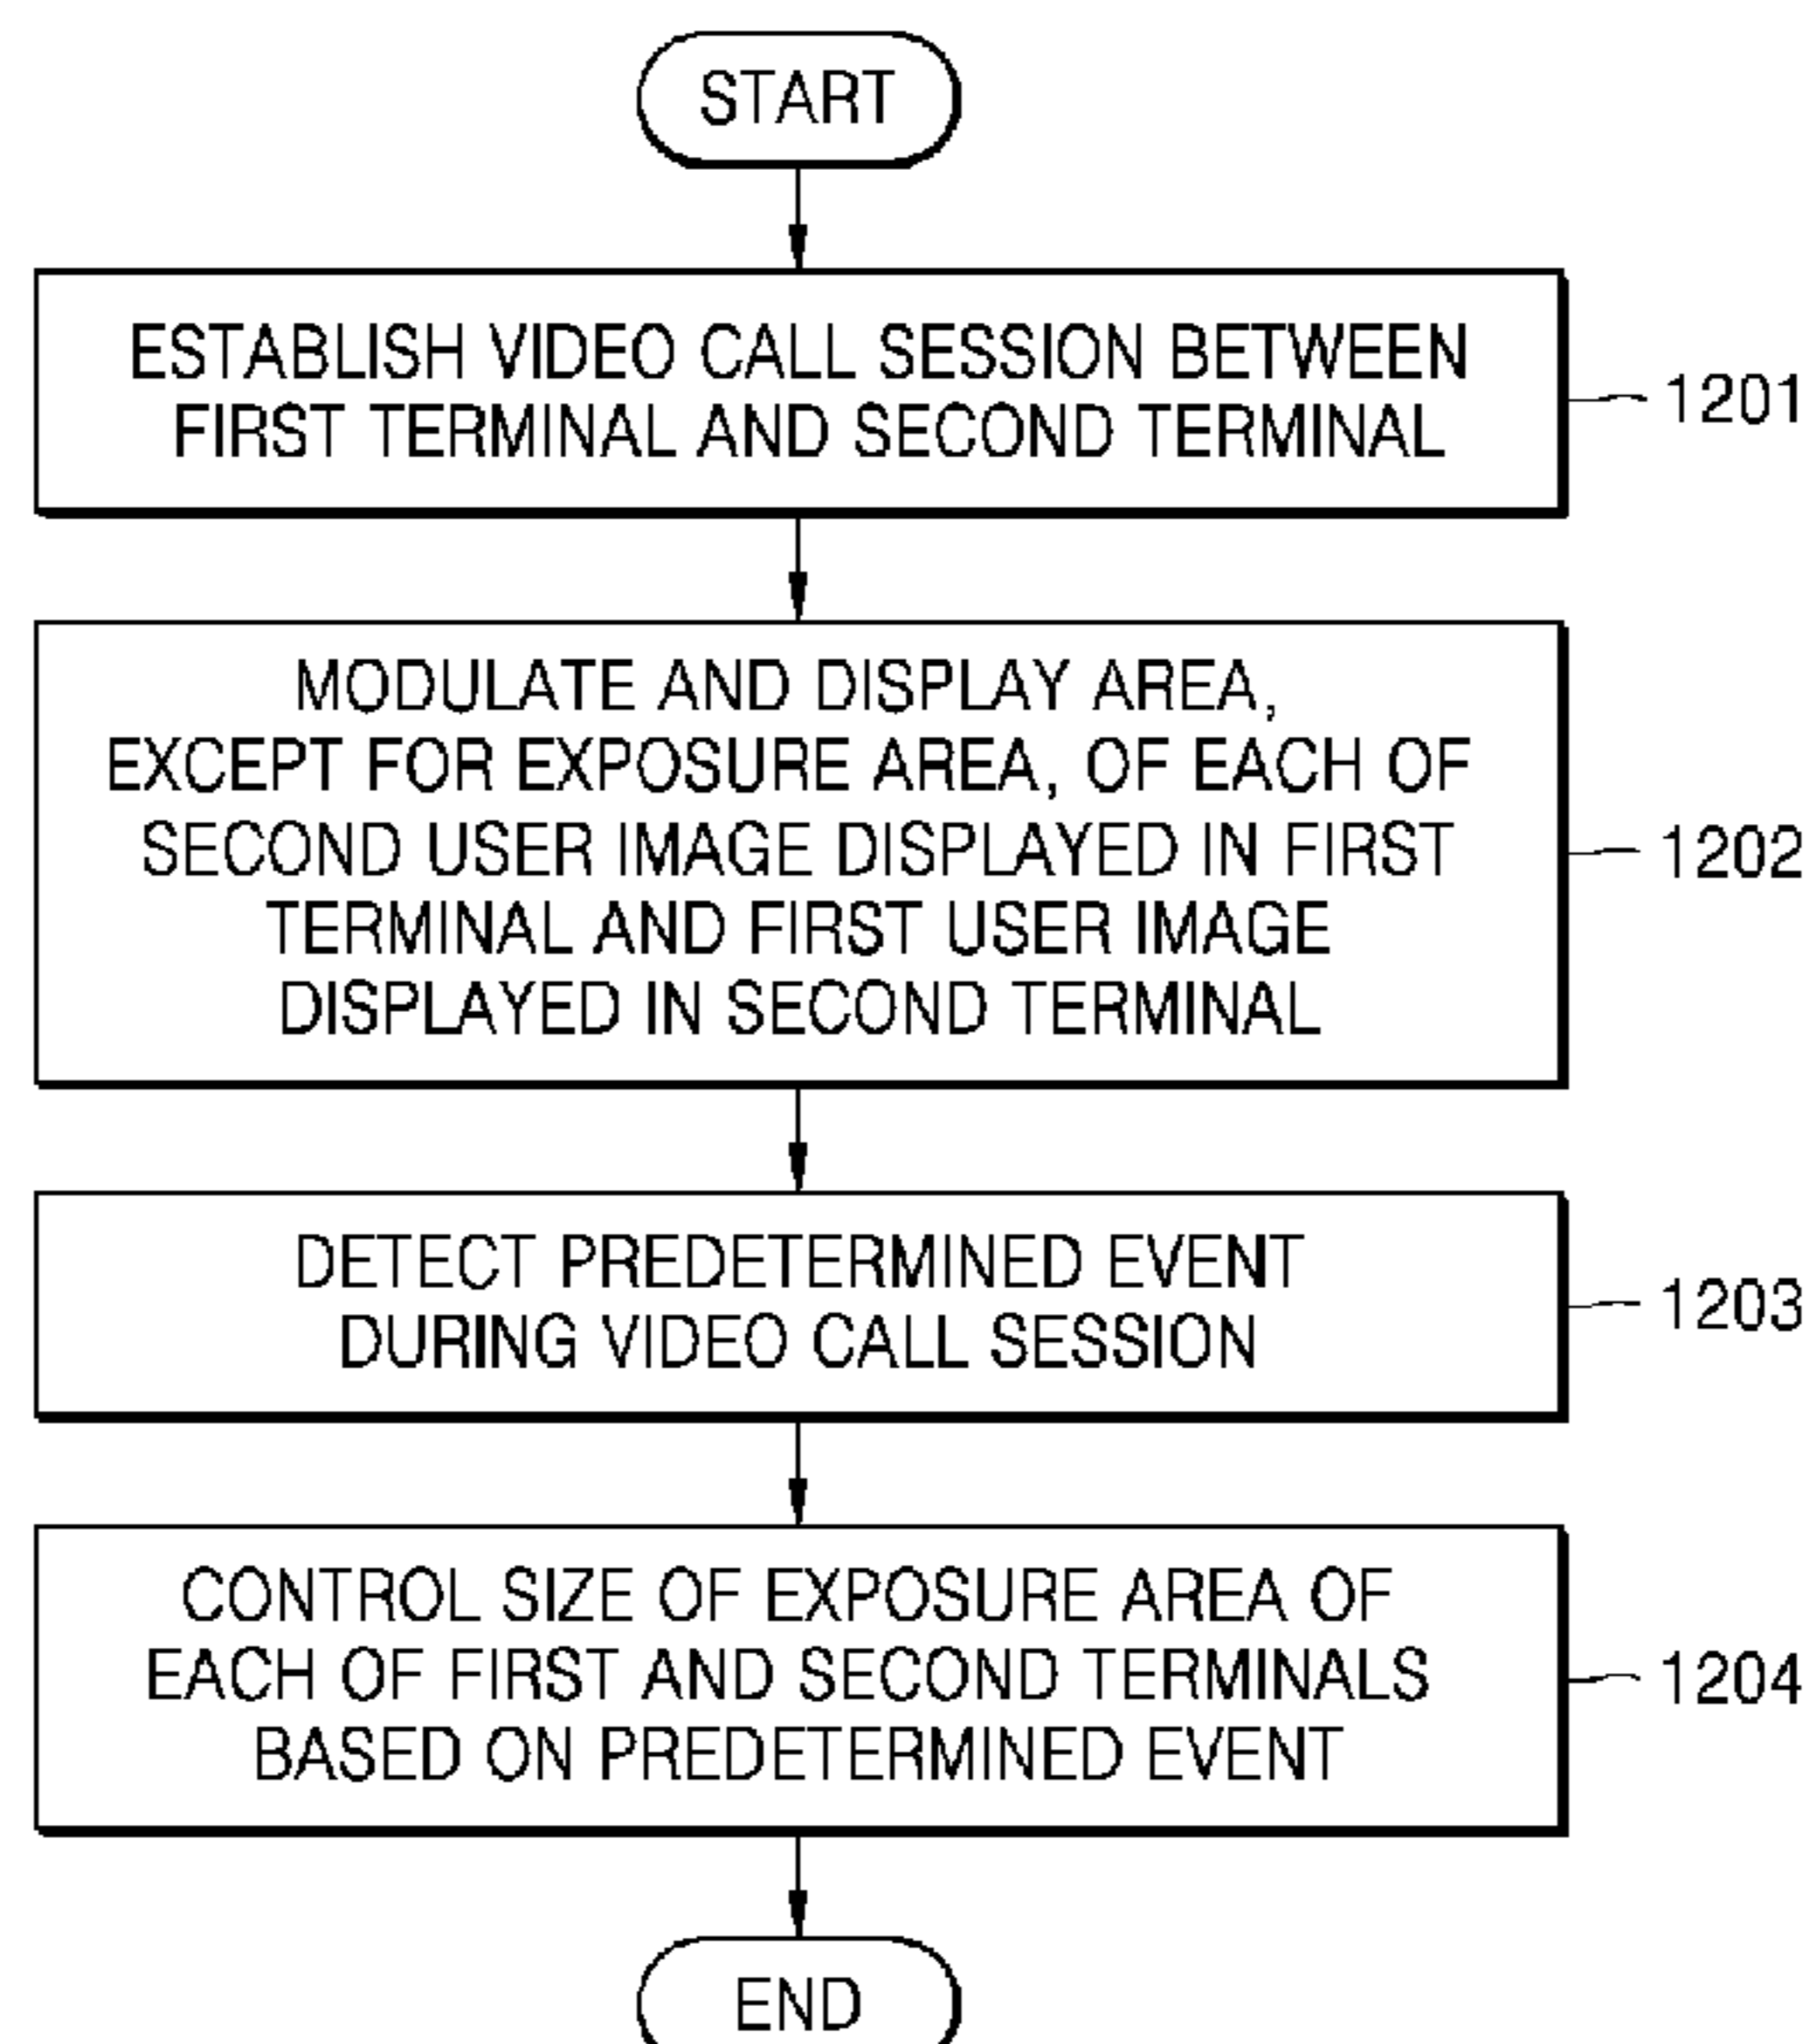 START
ESTABLISH VIDEO CALL SESSION BETWEEN
FIRST TERMINAL AND SECOND TERMINAL
1201
MODULATE AND DISPLAY AREA,
EXCEPT FOR EXPOSURE AREA, OF EACH OF
SECOND USER IMAGE DISPLAYED IN FIRST
TERMINAL AND FIRST USER IMAGE
DISPLAYED IN SECOND TERMINAL
1202
DETECT PREDETERMINED EVENT
DURING VIDEO CALL SESSION
1203
CONTROL SIZE OF EXPOSURE AREA OF
EACH OF FIRST AND SECOND TERMINALS
BASED ON PREDETERMINED EVENT
1204
END